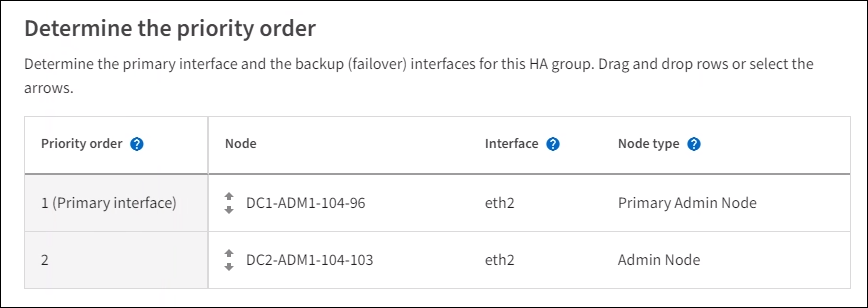 Determine the priority order
Determine the primary interface and the backup (failover) interfaces for this HA group. Drag and drop rows or select the
arrows.
Priority order ? Node Interface ? Node type ?
1 (Primary interface) DC1-ADM1-104-96 eth2 Primary Admin Node
2 DC2-ADM1-104-103 eth2 Admin Node